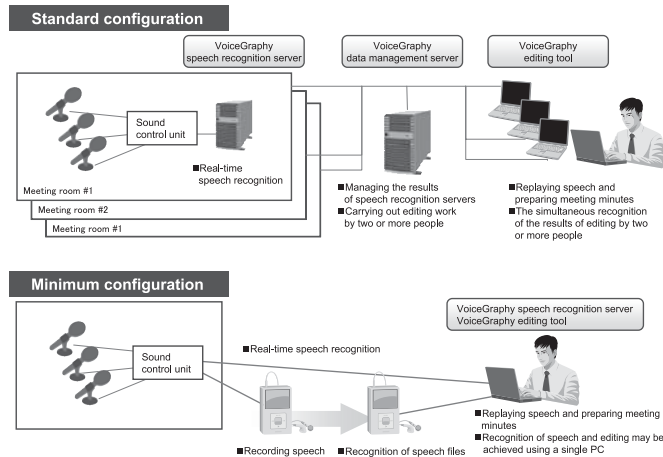 Standard configuration
VoiceGraphy
speech recognition server
VoiceGraphy
data management server
VoiceGraphy
editing tool
Sound
control unit
■Real-time
speech recognition
Meeting room #1
Meeting room #2
Meeting room #1
■Managing the results
of speech recognition servers
■Carrying out editing work
by two or more people
■Replaying speech and
preparing meeting minutes
■The simultaneous recognition
of the results of editing by two
or more people
Minimum configuration
VoiceGraphy speech recognition server
VoiceGraphy editing tool
Sound
control unit
■Real-time speech recognition
■Recording speech
■Recognition of speech files
■Replaying speech and preparing meeting
minutes
■Recognition of speech and editing may be
achieved using a single PC